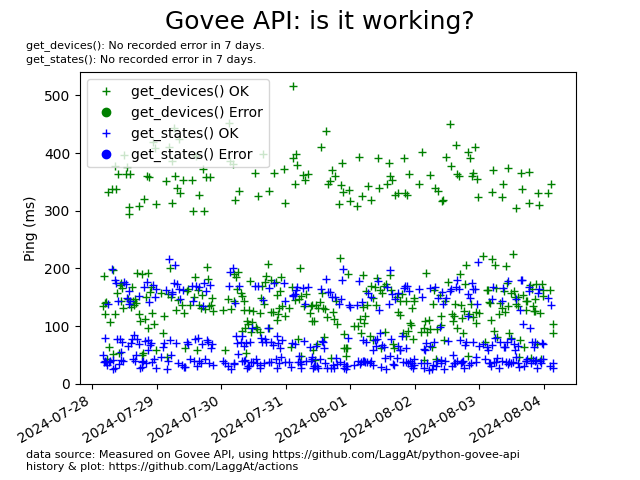 Govee API: is it working?
get_devices(): No recorded error in 7 days.
get_states(): No recorded error in 7 days.
get_devices() OK
get_devices() Error
get_states() OK
get_states() Error
Ping (ms)
500
400
300
200
100
0
2024-07-28
2024-07-29
2024-07-30
2024-07-31
2024-08-01
2024-08-02
2024-08-03
2024-08-04
data source: Measured on Govee API, using https://github.com/LaggAt/python-govee-api
history & plot: https://github.com/LaggAt/actions